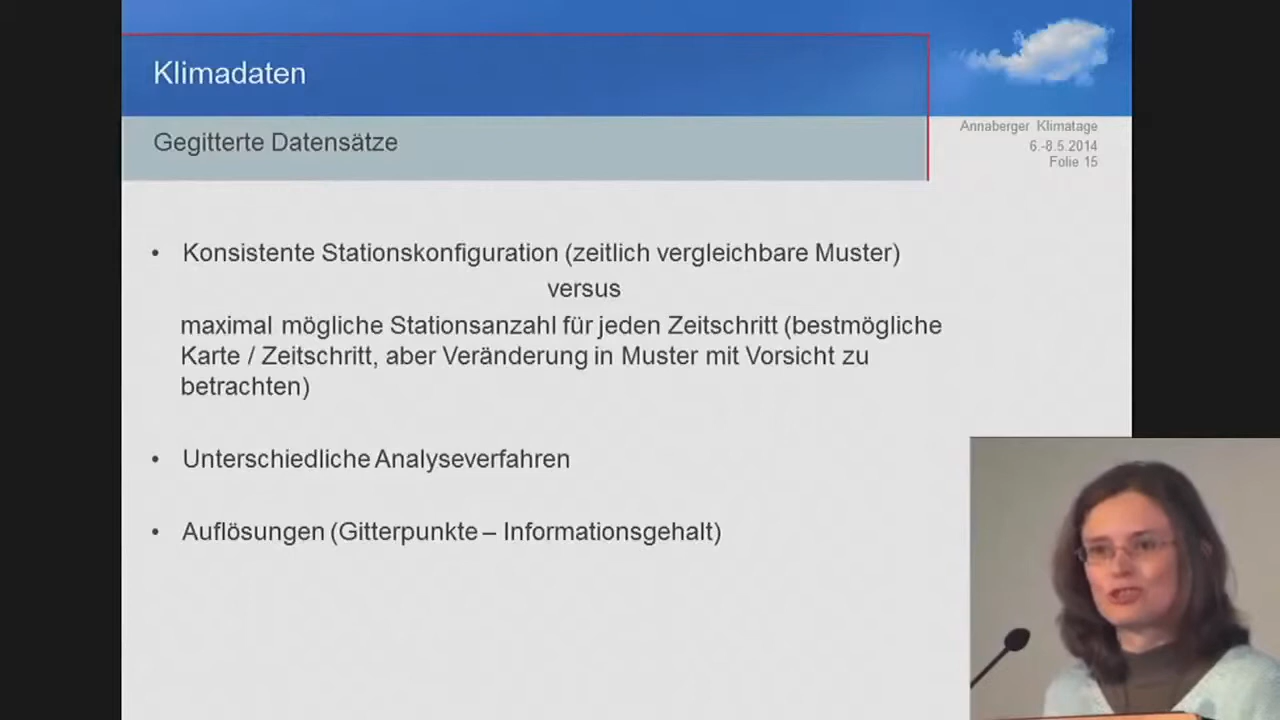 Klimadaten
Gegitterte Datensätze
Annaberger Klimatage
6.-8.5.2014
Folie 15
• Konsistente Stationskonfiguration (zeitlich vergleichbare Muster)
versus
maximal mögliche Stationsanzahl für jeden Zeitschritt (bestmögliche
Karte / Zeitschritt, aber Veränderung in Muster mit Vorsicht zu
betrachten)
• Unterschiedliche Analyseverfahren
• Auflösungen (Gitterpunkte – Informationsgehalt)